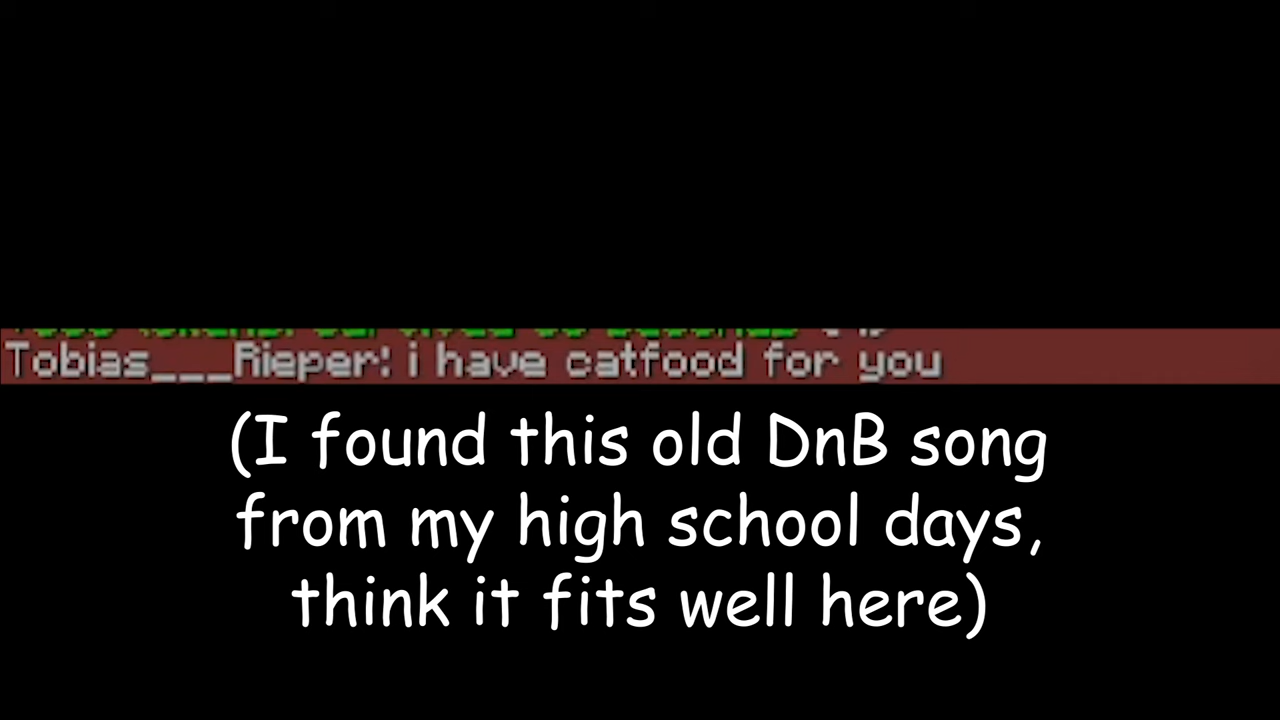 Tobias___Rieper: i have catfood for you
(I found this old DnB song
from my high school days,
think it fits well here)